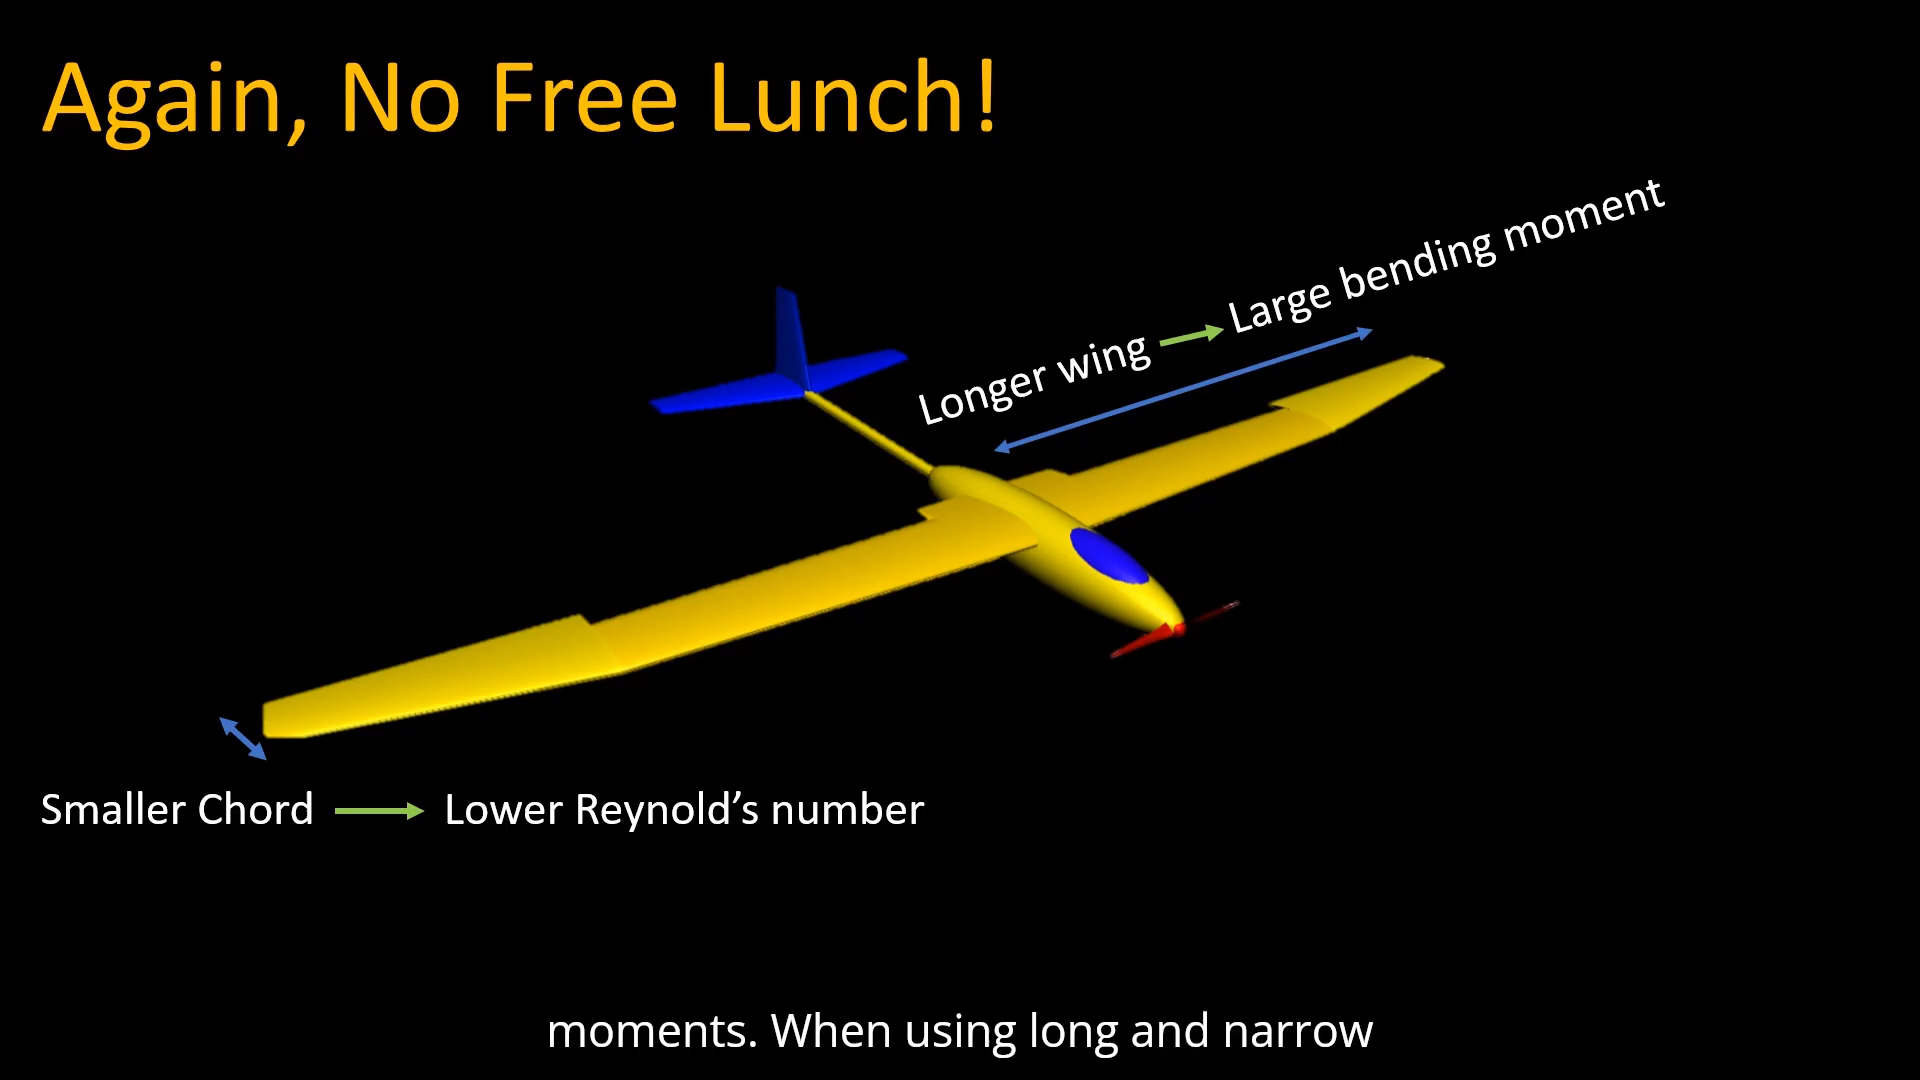 Again, No Free Lunch!
Longer wing
Large bending moment
Smaller Chord
Lower Reynold’s number
moments. When using long and narrow